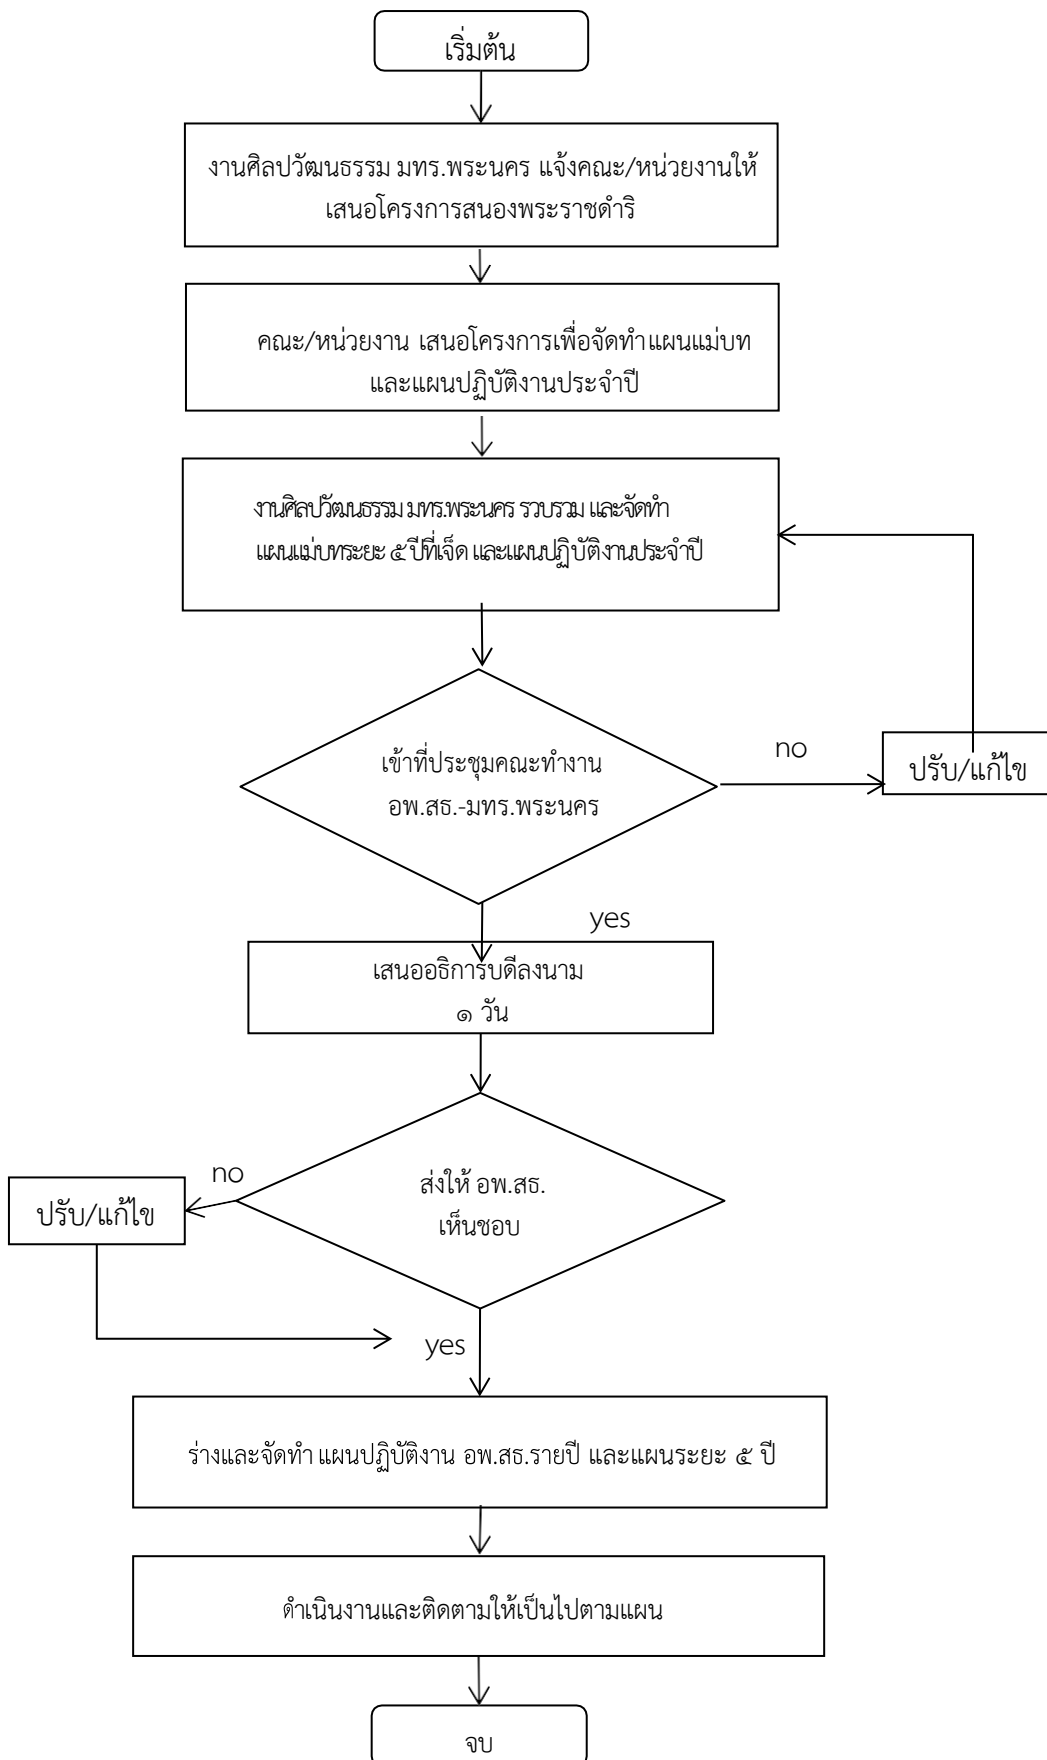 เริ่มต้น
งานศิลปวัฒนธรรม มทร.พระนคร แจ้งคณะ/หน่วยงานให้
เสนอโครงการสนองพระราชดำริ
คณะ/หน่วยงาน เสนอโครงการเพื่อจัดทำแผนแม่บท
และแผนปฏิบัติงานประจำปี
งานศิลปวัฒนธรรม มทร.พระนคร รวบรวม และจัดทำ
แผนแม่บทระยะ ๕ ปีที่เจ็ด และแผนปฏิบัติงานประจำปี
เข้าที่ประชุมคณะทำงาน
อพ.สธ.-มทร.พระนคร
no
ปรับ/แก้ไข
yes
เสนออธิการบดีลงนาม
๑ วัน
no
ปรับ/แก้ไข
ส่งให้ อพ.สธ.
เห็นชอบ
yes
ร่างและจัดทำ แผนปฏิบัติงาน อพ.สธ.รายปี และแผนระยะ ๕ ปี
ดำเนินงานและติดตามให้เป็นไปตามแผน
จบ